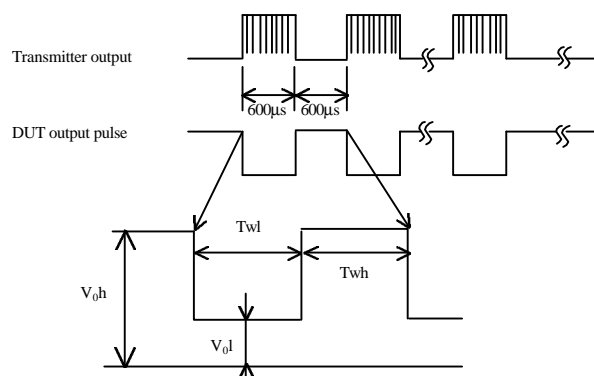 Transmitter output
600μs 600μs
DUT output pulse
Twl
Twh
V0h
V0l